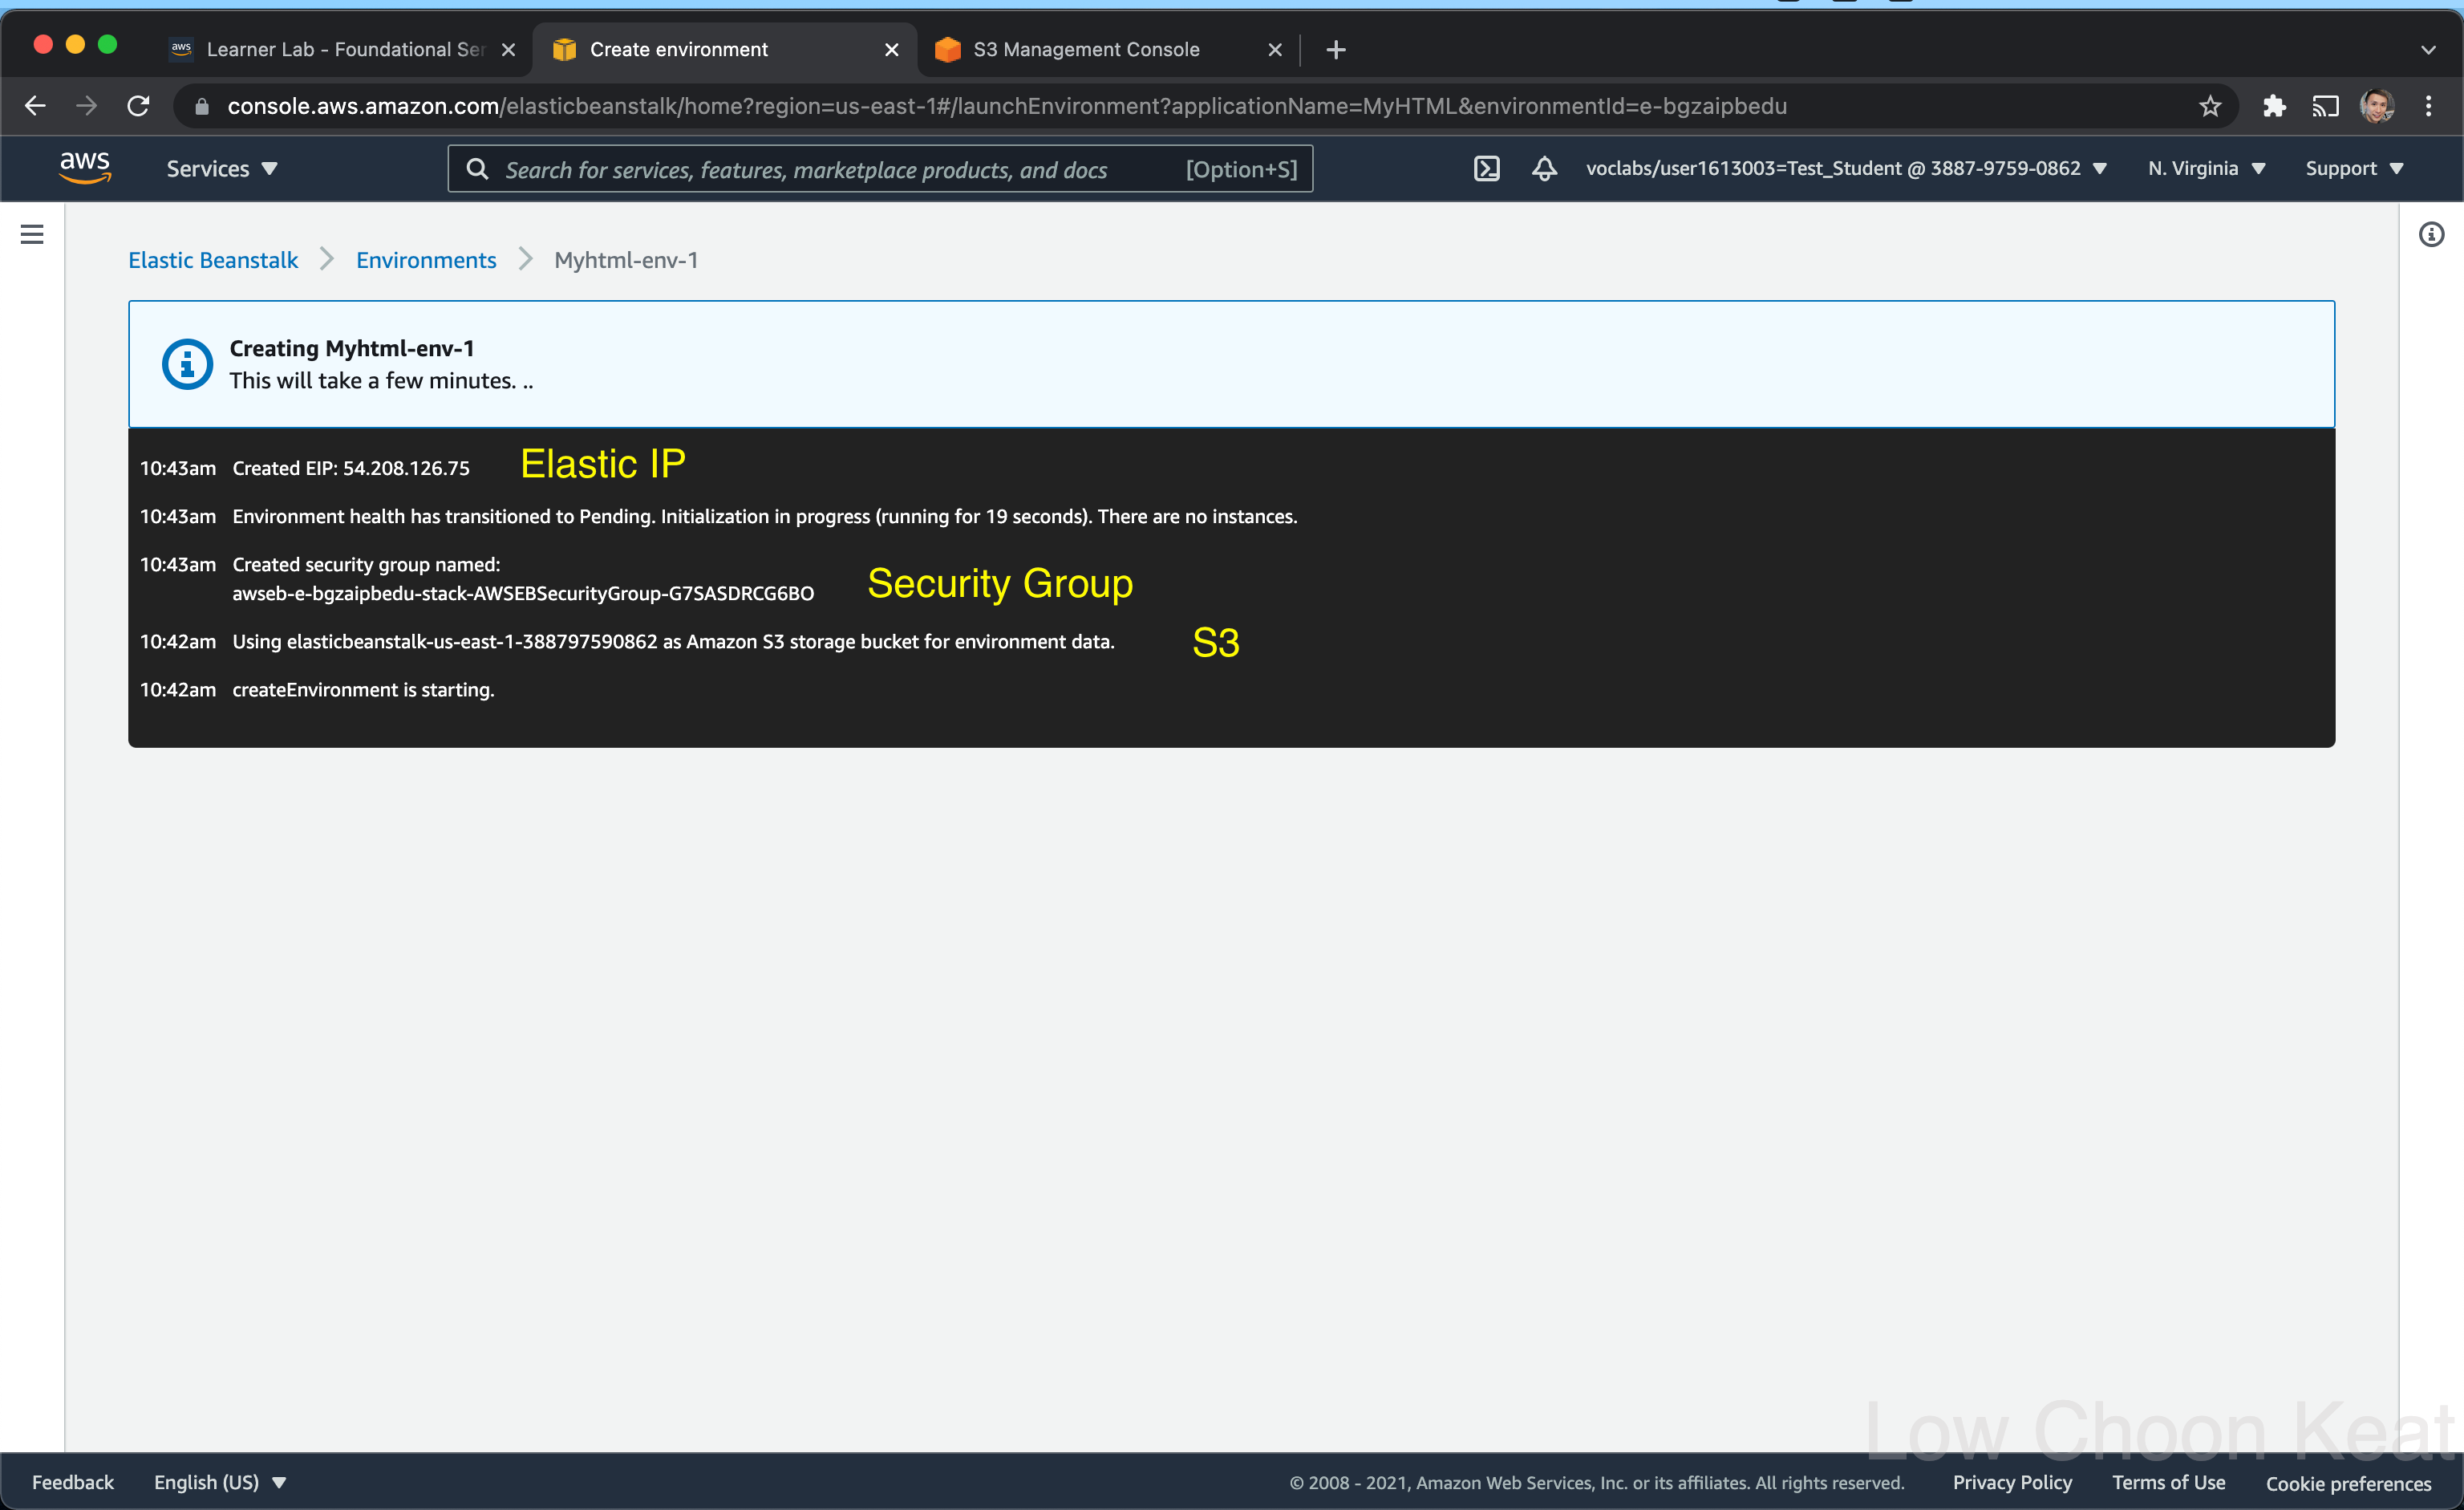 aws Learner Lab - Foundational Ser
Create environment
S3 Management Console
console.aws.amazon.com/elasticbeanstalk/home?region=us-east-1#/launchEnvironment?applicationName=MyHTML&environmentId=e-bgzaipbedu
aws Services Search for services, features, marketplace products, and docs [Option+S] voclabs/user1613003=Test_Student @ 3887-9759-0862 N. Virginia Support
Elastic Beanstalk Environments Myhtml-env-1
Creating Myhtml-env-1
This will take a few minutes. ..
10:43am Created EIP: 54.208.126.75 Elastic IP
10:43am Environment health has transitioned to Pending. Initialization in progress (running for 19 seconds). There are no instances.
10:43am Created security group named:
awseb-e-bgzaipbedu-stack-AWSEBSecurityGroup-G7SASDRCG6BO Security Group
10:42am Using elasticbeanstalk-us-east-1-388797590862 as Amazon S3 storage bucket for environment data. S3
10:42am createEnvironment is starting.
Low Choon Keat
Feedback English (US) © 2008 - 2021, Amazon Web Services, Inc. or its affiliates. All rights reserved. Privacy Policy Terms of Use Cookie preferences